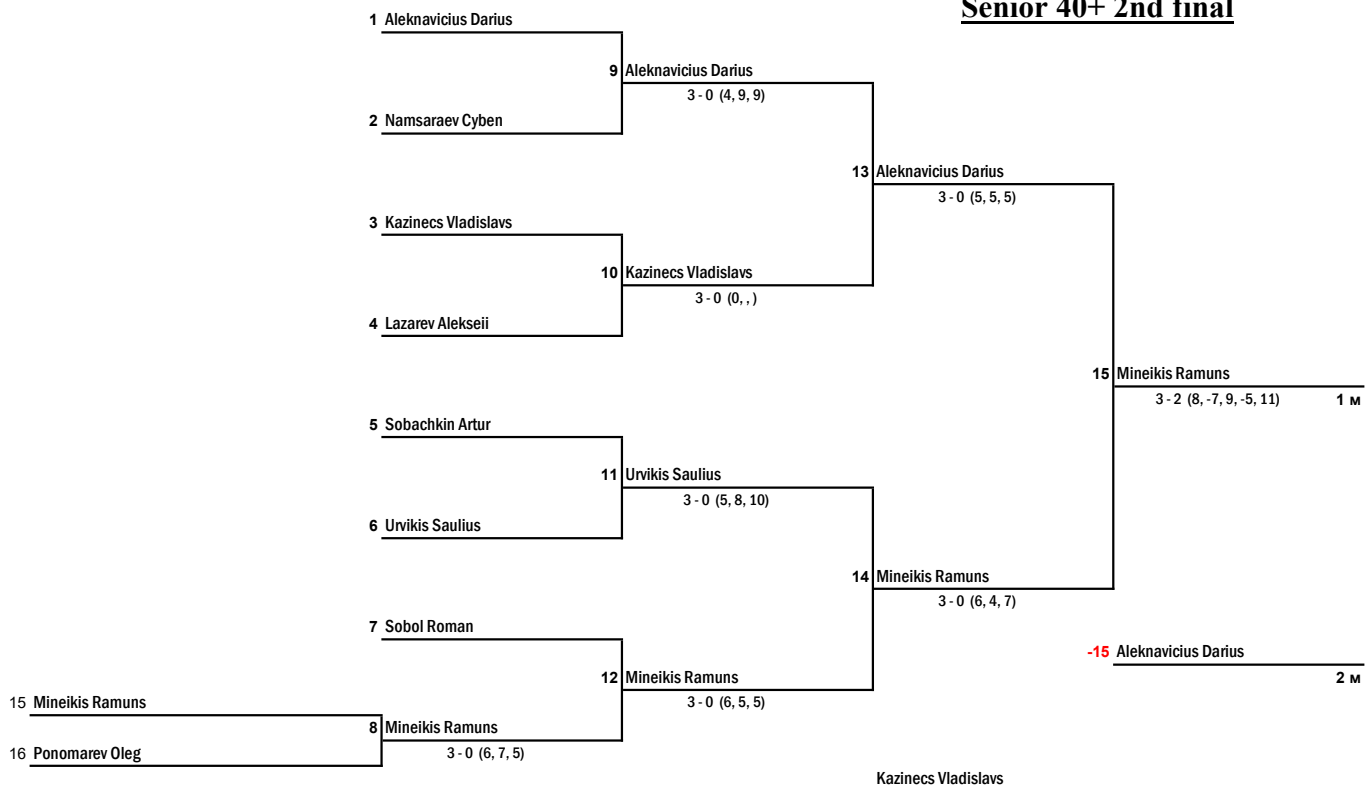 Senior 40+ 2nd final
1 Aleknavicius Darius
9 Aleknavicius Darius
3 - 0 (4, 9, 9)
2 Namsaraev Cyben
13 Aleknavicius Darius
3 - 0 (5, 5, 5)
3 Kazinecs Vladislavs
10 Kazinecs Vladislavs
3 - 0 (0, , )
4 Lazarev Alekseii
15 Mineikis Ramuns
3 - 2 (8, -7, 9, -5, 11) 1 м
5 Sobachkin Artur
11 Urvikis Saulius
3 - 0 (5, 8, 10)
6 Urvikis Saulius
14 Mineikis Ramuns
3 - 0 (6, 4, 7)
7 Sobol Roman
-15 Aleknavicius Darius
2 м
12 Mineikis Ramuns
3 - 0 (6, 5, 5)
15 Mineikis Ramuns
8 Mineikis Ramuns
3 - 0 (6, 7, 5)
16 Ponomarev Oleg
Kazinecs Vladislavs